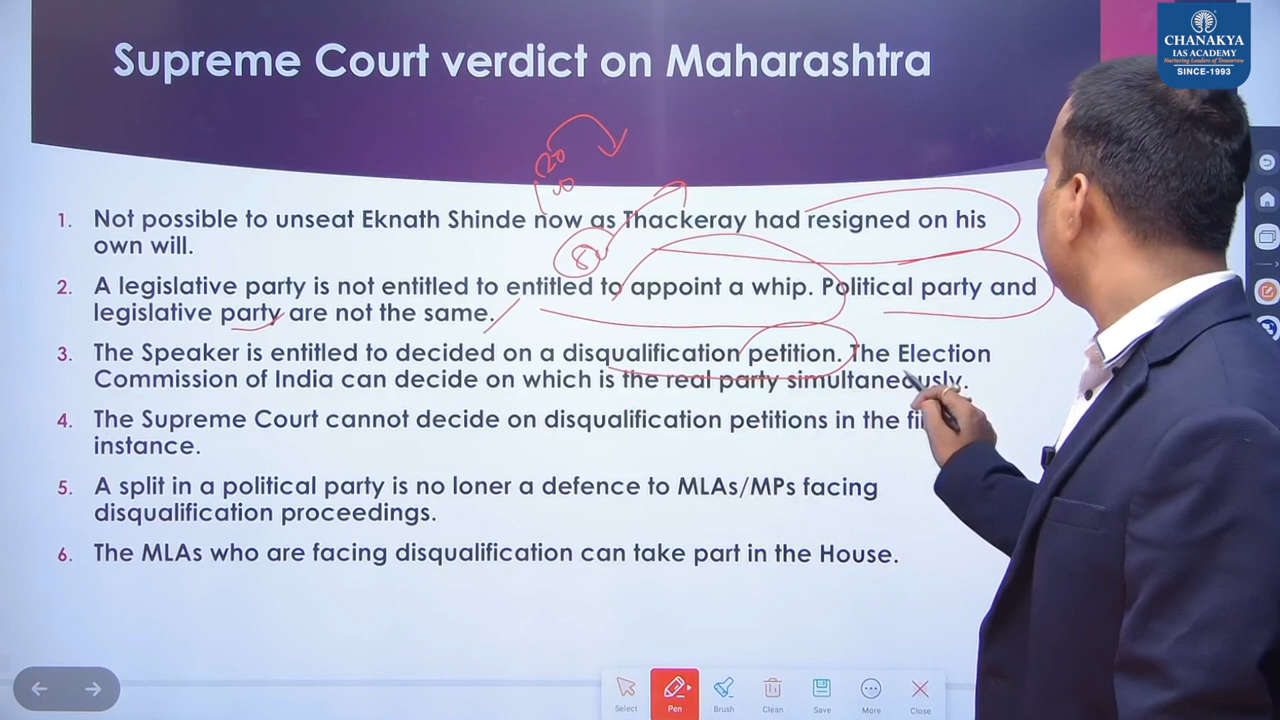 Supreme Court verdict on Maharashtra
CHANAKYA
IAS ACADEMY
Nurturing Leaders of Tomorrow
SINCE-1993
20
1. Not possible to unseat Eknath Shinde now as Thackeray had resigned on his
own will.
2. A legislative party is not entitled to entitled to appoint a whip. Political party and
legislative party are not the same.
3. The Speaker is entitled to decided on a disqualification petition. The Election
Commission of India can decide on which is the real party simultaneously.
4. The Supreme Court cannot decide on disqualification petitions in the
instance.
5. A split in a political party is no loner a defence to MLAs/MPs facing
disqualification proceedings.
6. The MLAs who are facing disqualification can take part in the House.
Select Pen Brush Clean Save More Close